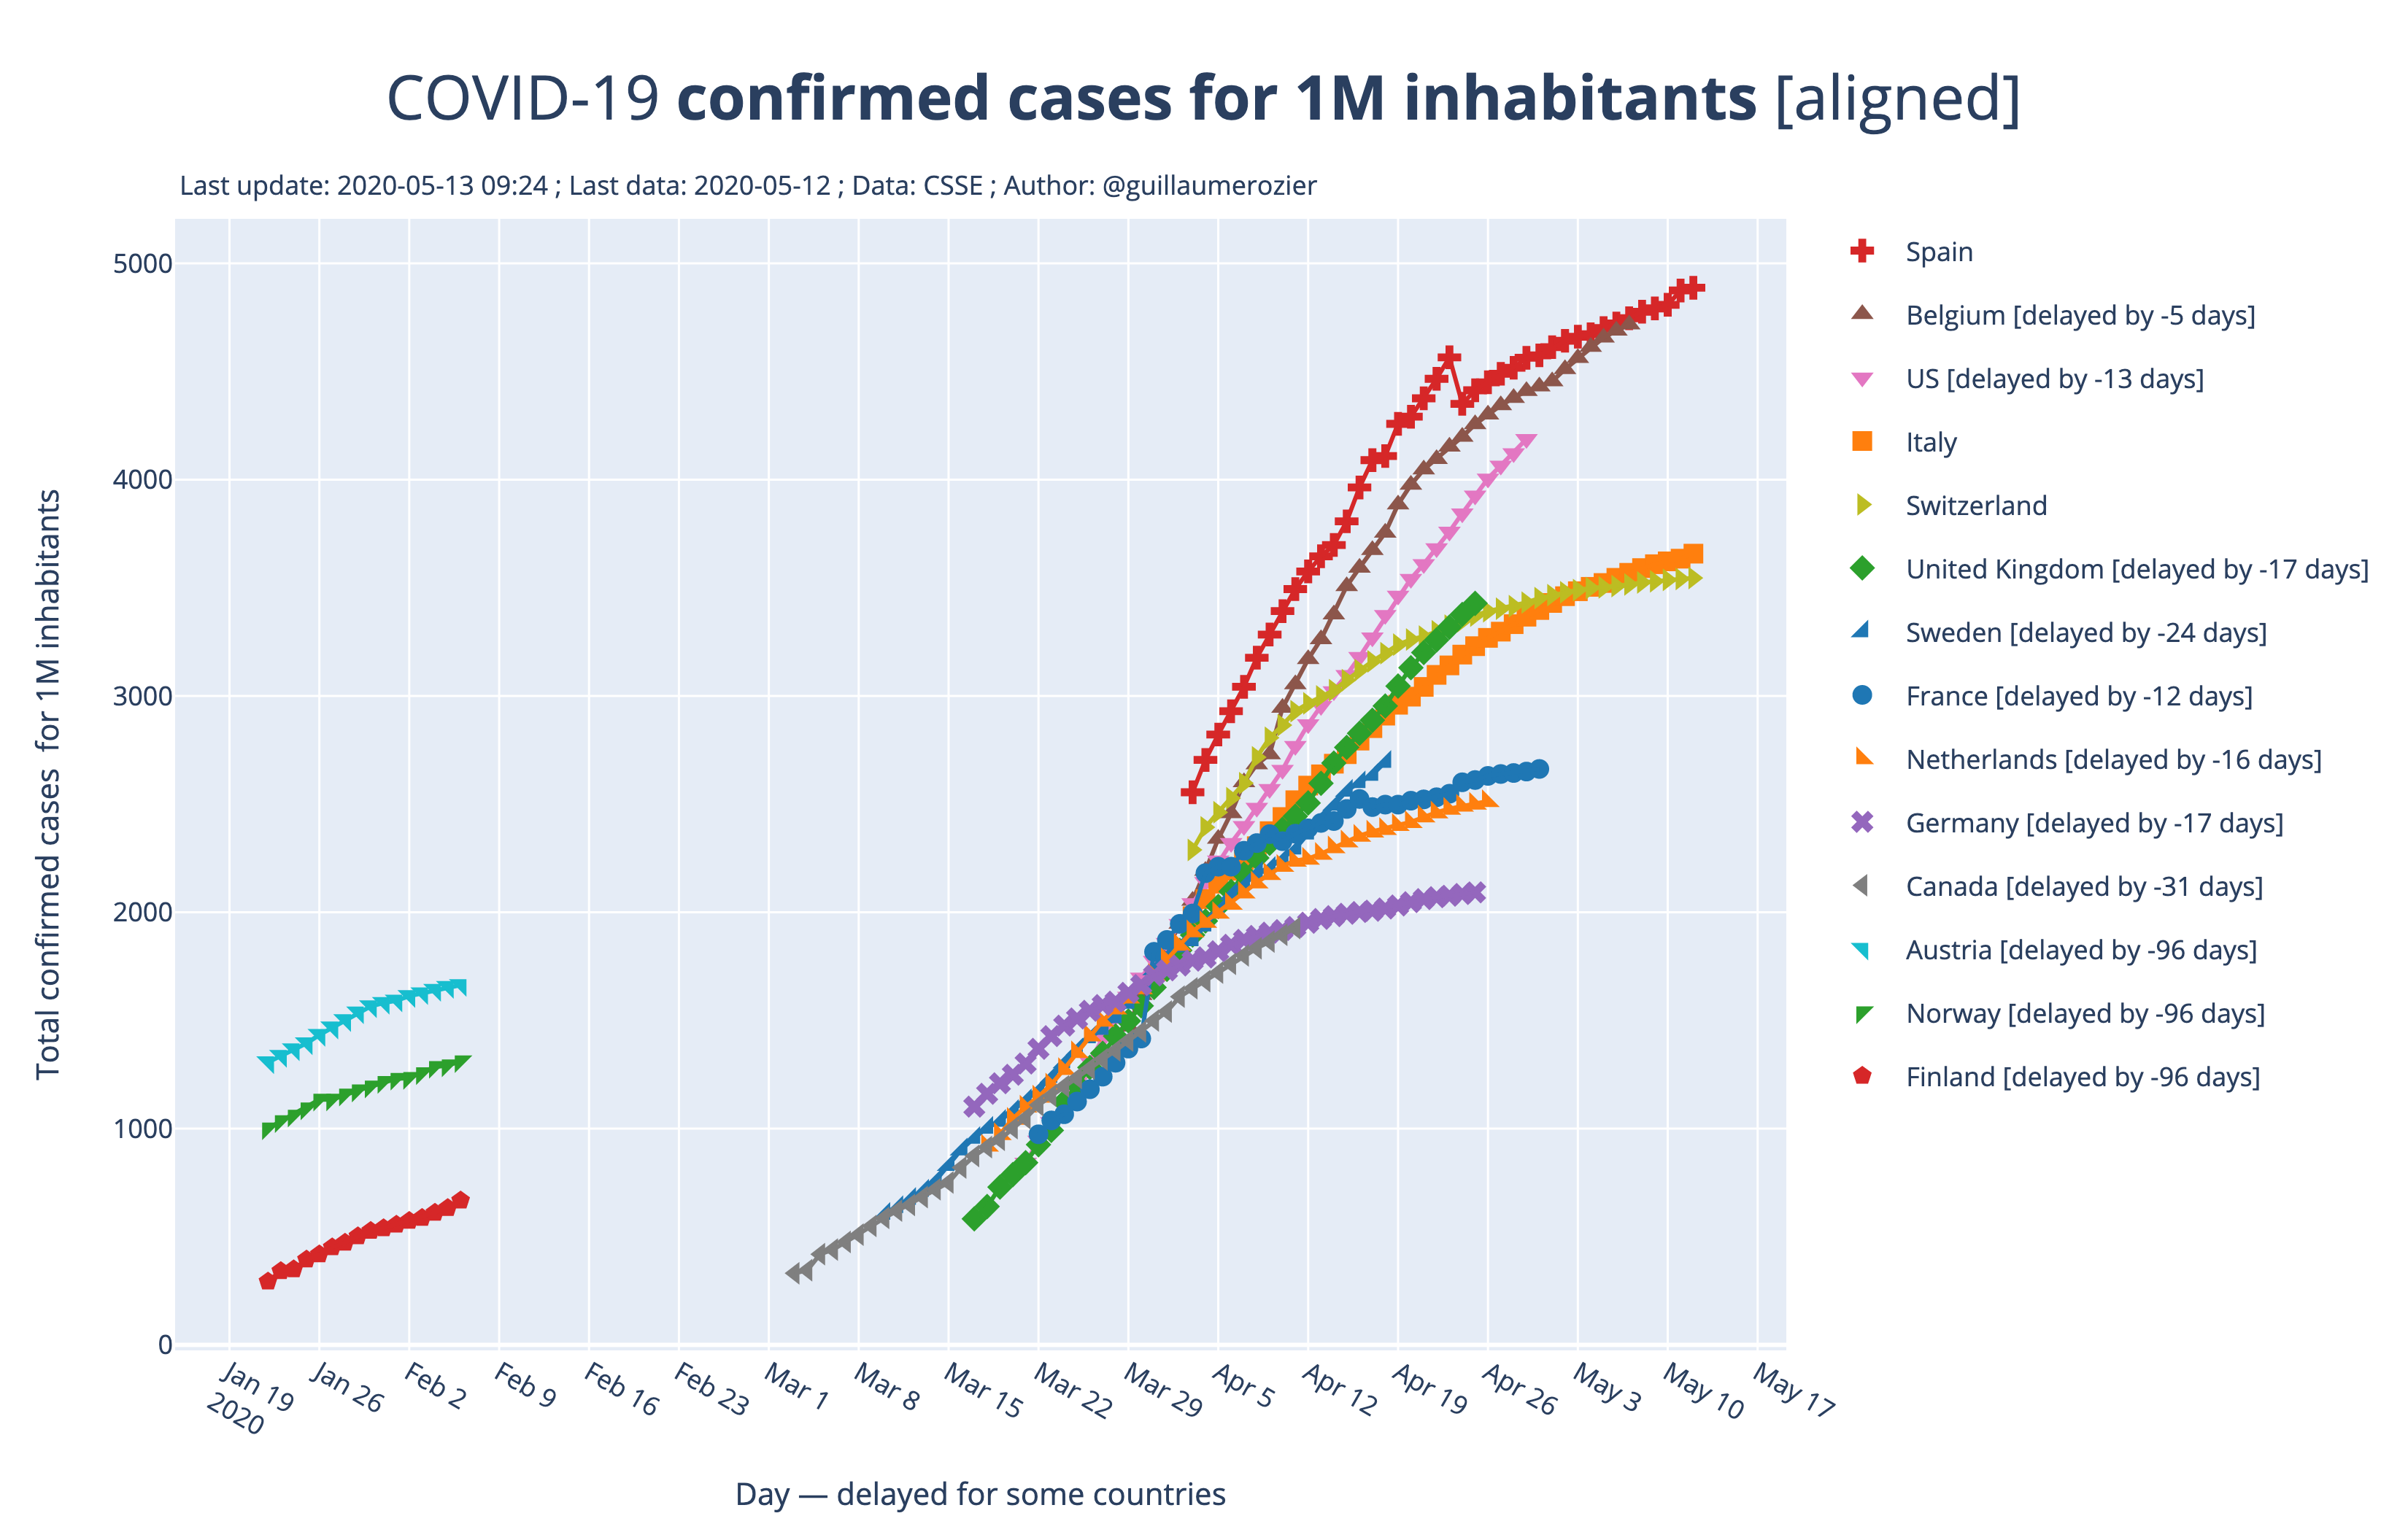 COVID-19 confirmed cases for 1M inhabitants [aligned]
Last update: 2020-05-13 09:24 ; Last data: 2020-05-12 ; Data: CSSE ; Author: @guillaumerozier
Total confirmed cases for 1M inhabitants
5000
4000
3000
2000
1000
0
Jan 19
2020
Jan 26
Feb 2
Feb 9
Feb 16
Feb 23
Mar 1
Mar 8
Mar 15
Mar 22
Mar 29
Apr 5
Apr 12
Apr 19
Apr 26
May 3
May 10
May 17
Day — delayed for some countries
Spain
Belgium [delayed by -5 days]
US [delayed by -13 days]
Italy
Switzerland
United Kingdom [delayed by -17 days]
Sweden [delayed by -24 days]
France [delayed by -12 days]
Netherlands [delayed by -16 days]
Germany [delayed by -17 days]
Canada [delayed by -31 days]
Austria [delayed by -96 days]
Norway [delayed by -96 days]
Finland [delayed by -96 days]